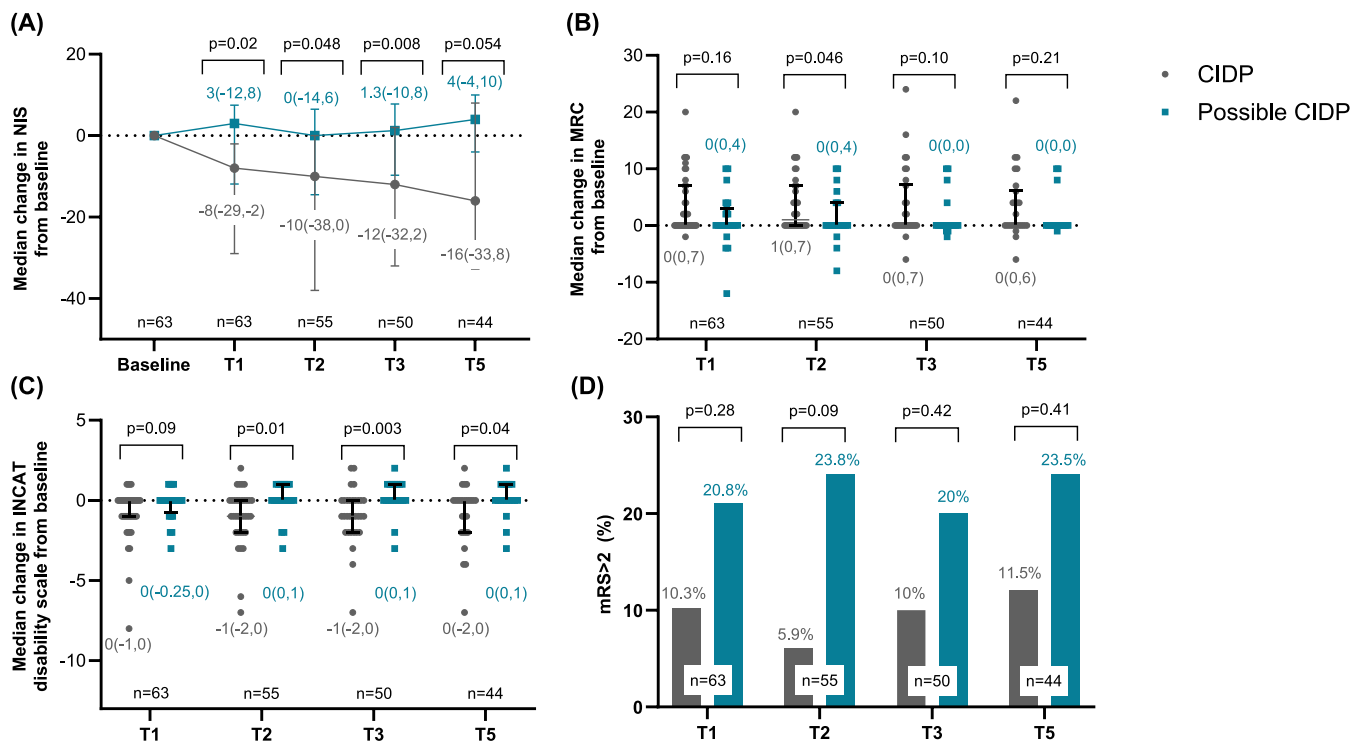 (A)
Median change in NIS
from baseline
20
0
-20
-40
p=0.02
p=0.048
p=0.008
p=0.054
3(-12,8)
0(-14,6)
1.3(-10,8)
4(-4,10)
-8(-29,-2)
-10(-38,0)
-12(-32,2)
-16(-33,8)
n=63
n=63
n=55
n=50
n=44
Baseline
T1
T2
T3
T5
(B)
Median change in MRC
from baseline
30
20
10
0
-10
-20
p=0.16
p=0.046
p=0.10
p=0.21
0(0,4)
0(0,4)
0(0,0)
0(0,0)
0(0,7)
1(0,7)
0(0,7)
0(0,6)
n=63
n=55
n=50
n=44
T1
T2
T3
T5
CIDP
Possible CIDP
(C)
Median change in INCAT
disability scale from baseline
5
0
-5
-10
p=0.09
p=0.01
p=0.003
p=0.04
0(-0.25,0)
0(0,1)
0(0,1)
0(0,1)
0(-1,0)
-1(-2,0)
-1(-2,0)
0(-2,0)
n=63
n=55
n=50
n=44
T1
T2
T3
T5
(D)
mRS>2 (%)
30
20
10
0
p=0.28
p=0.09
p=0.42
p=0.41
10.3%
20.8%
5.9%
23.8%
10%
20%
11.5%
23.5%
n=63
n=55
n=50
n=44
T1
T2
T3
T5